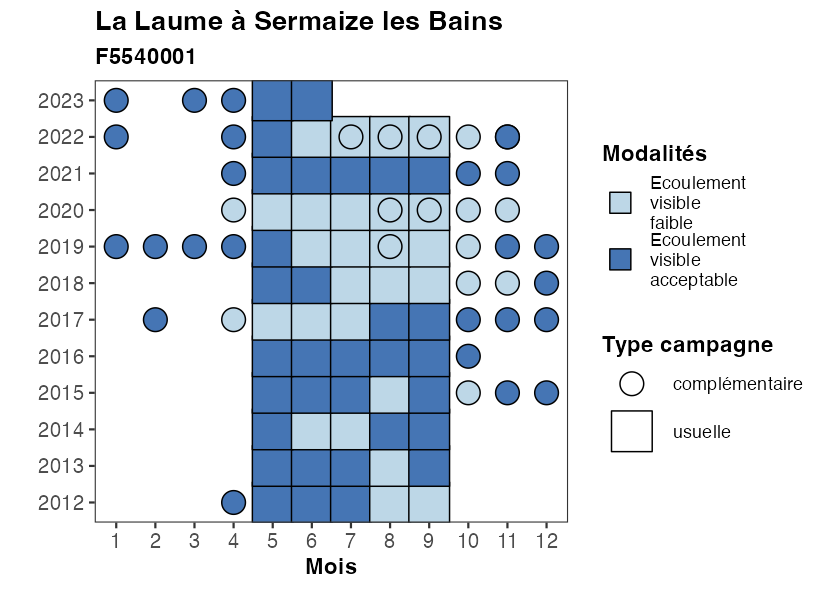 La Laume à Sermaize les Bains
F5540001
2023
2022
2021
2020
2019
2018
2017
2016
2015
2014
2013
2012
1 2 3 4 5 6 7 8 9 10 11 12
Mois
Modalités
Ecoulement
visible
faible
Ecoulement
visible
acceptable
Type campagne
complémentaire
usuelle